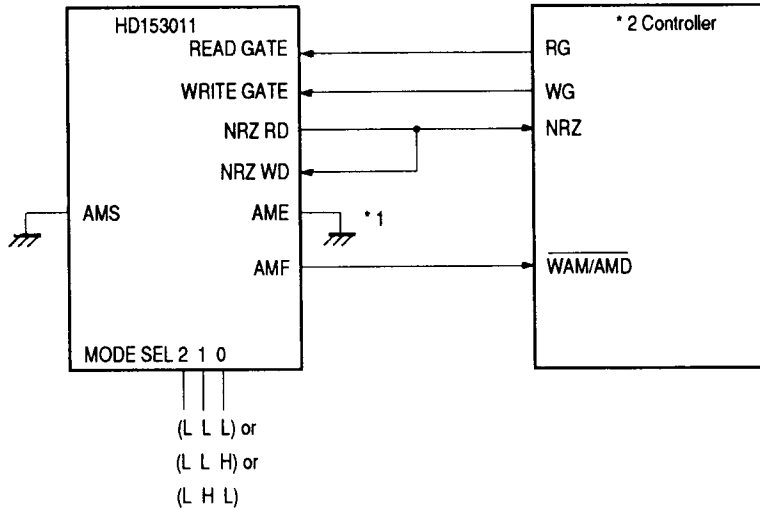 HD153011
* 2 Controller
READ GATE
RG
WRITE GATE
WG
NRZ RD
NRZ
NRZ WD
AMS
AME
* 1
AMF
WAM/AMD
MODE SEL 2 1 0
(L L L) or
(L L H) or
(L H L)